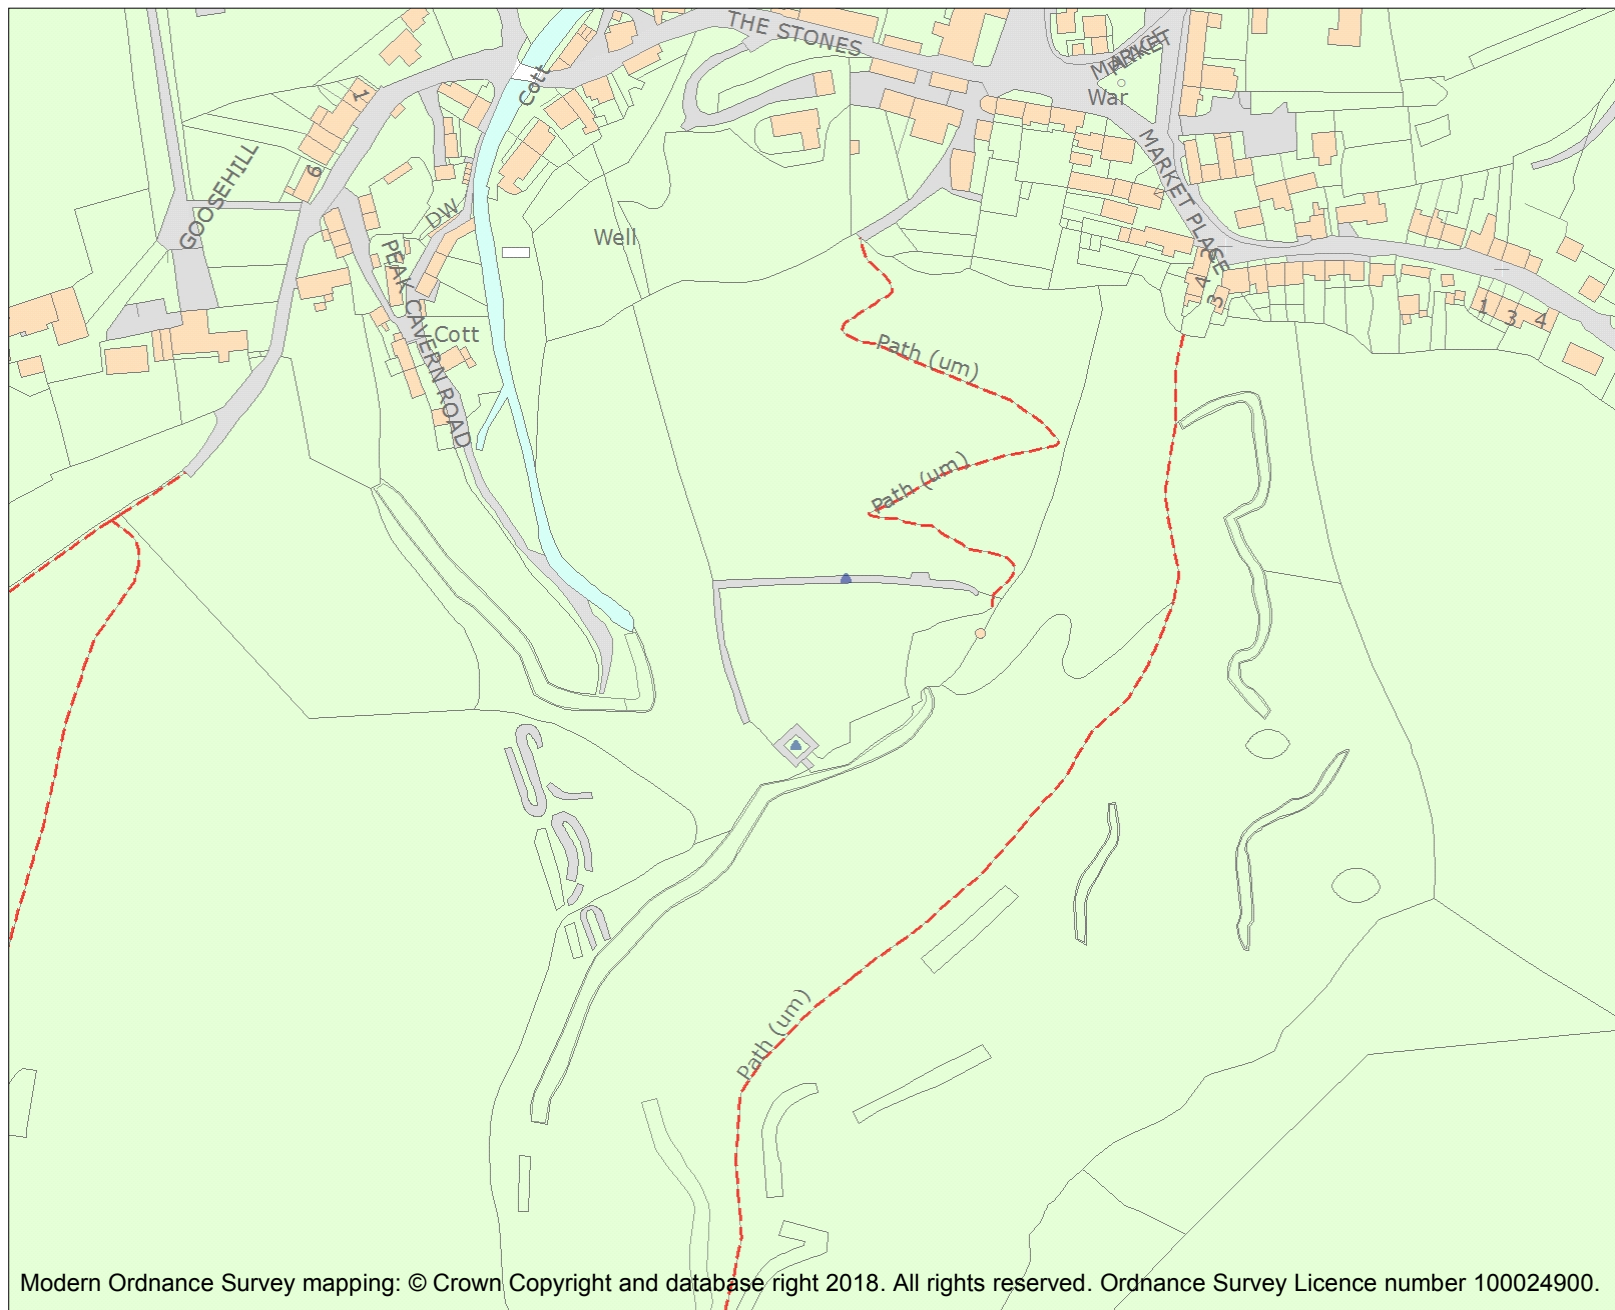 THE STONES
MARKET
PLACE
War
Cott
1
6
GOOSEHILL
DW
MARKET PLACE
Well
PEAK CAVERN ROAD
Cott
4
2
3
1
3
4
Path (um)
Path (um)
Path (um)
Modern Ordnance Survey mapping: © Crown Copyright and database right 2018. All rights reserved. Ordnance Survey Licence number 100024900.